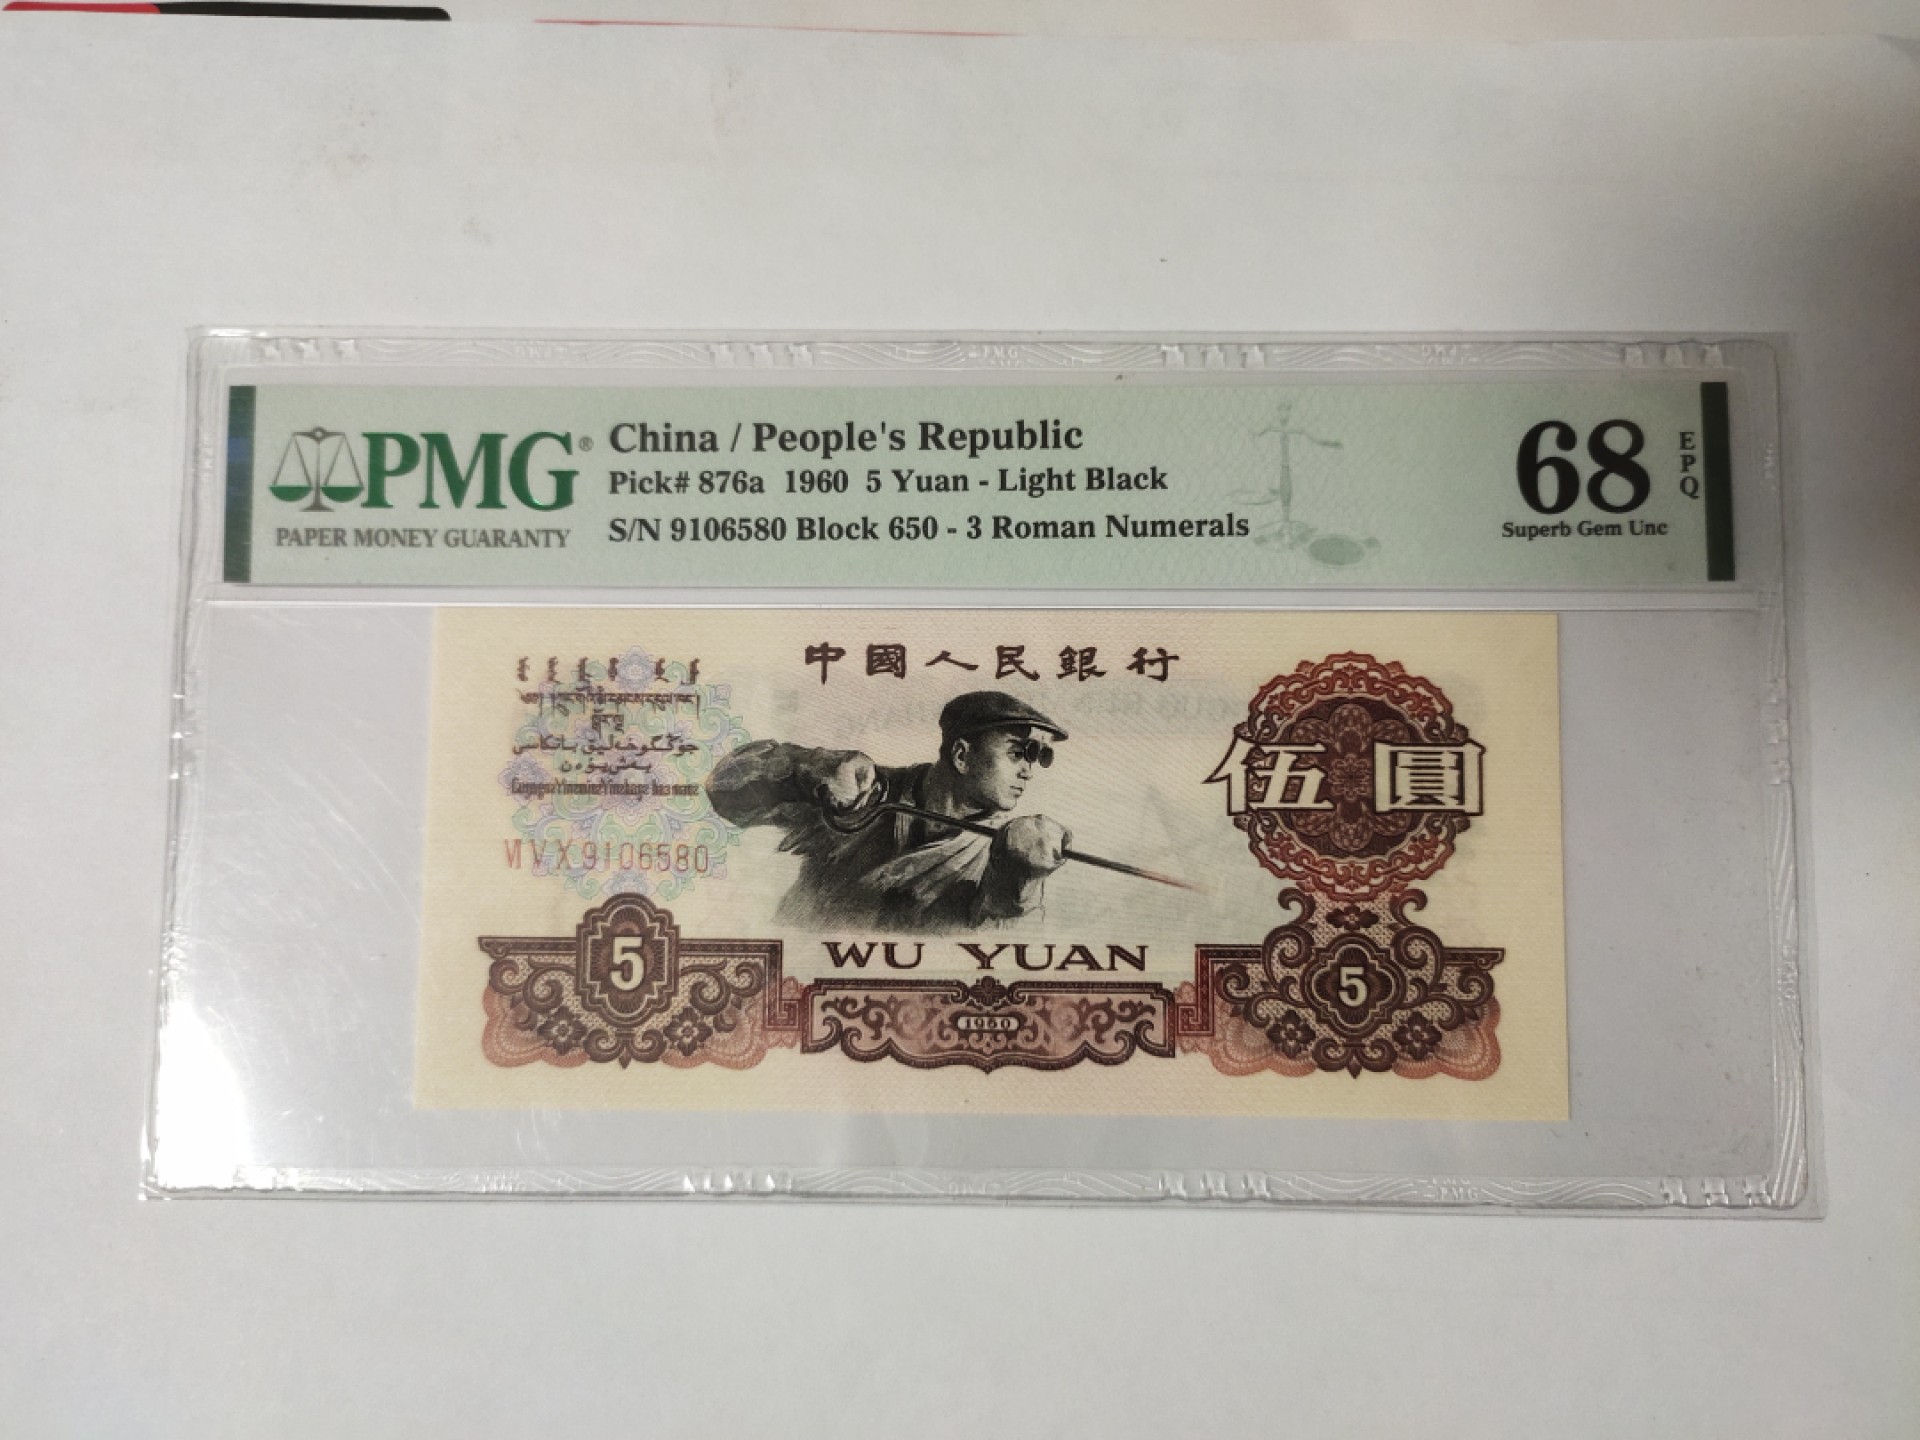 PMG®
PAPER MONEY GUARANTY
China / People's Republic
Pick# 876a 1960 5 Yuan - Light Black
S/N 9106580 Block 650 - 3 Roman Numerals
68
EPQ
Superb Gem Unc
中國人民銀行
伍圓
VI V X 9106580
5
WU YUAN
1960
5